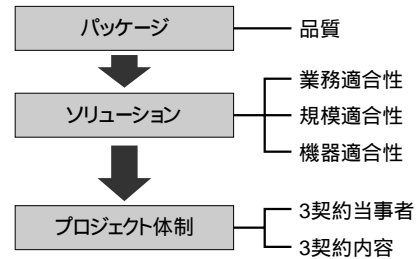 パッケージ
品質
ソリューション
業務適合性
規模適合性
機器適合性
プロジェクト体制
3契約当事者
3契約内容